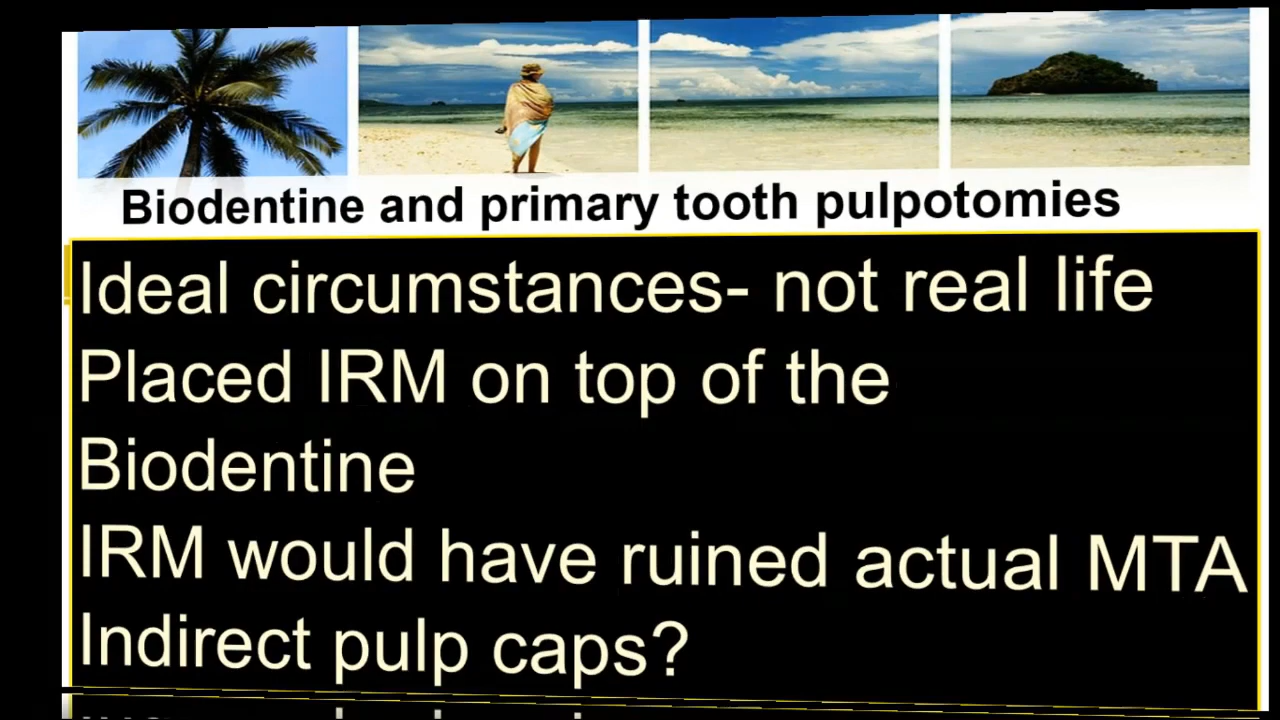 Biodentine and primary tooth pulpotomies
Ideal circumstances- not real life
Placed IRM on top of the
Biodentine
IRM would have ruined actual MTA
Indirect pulp caps?